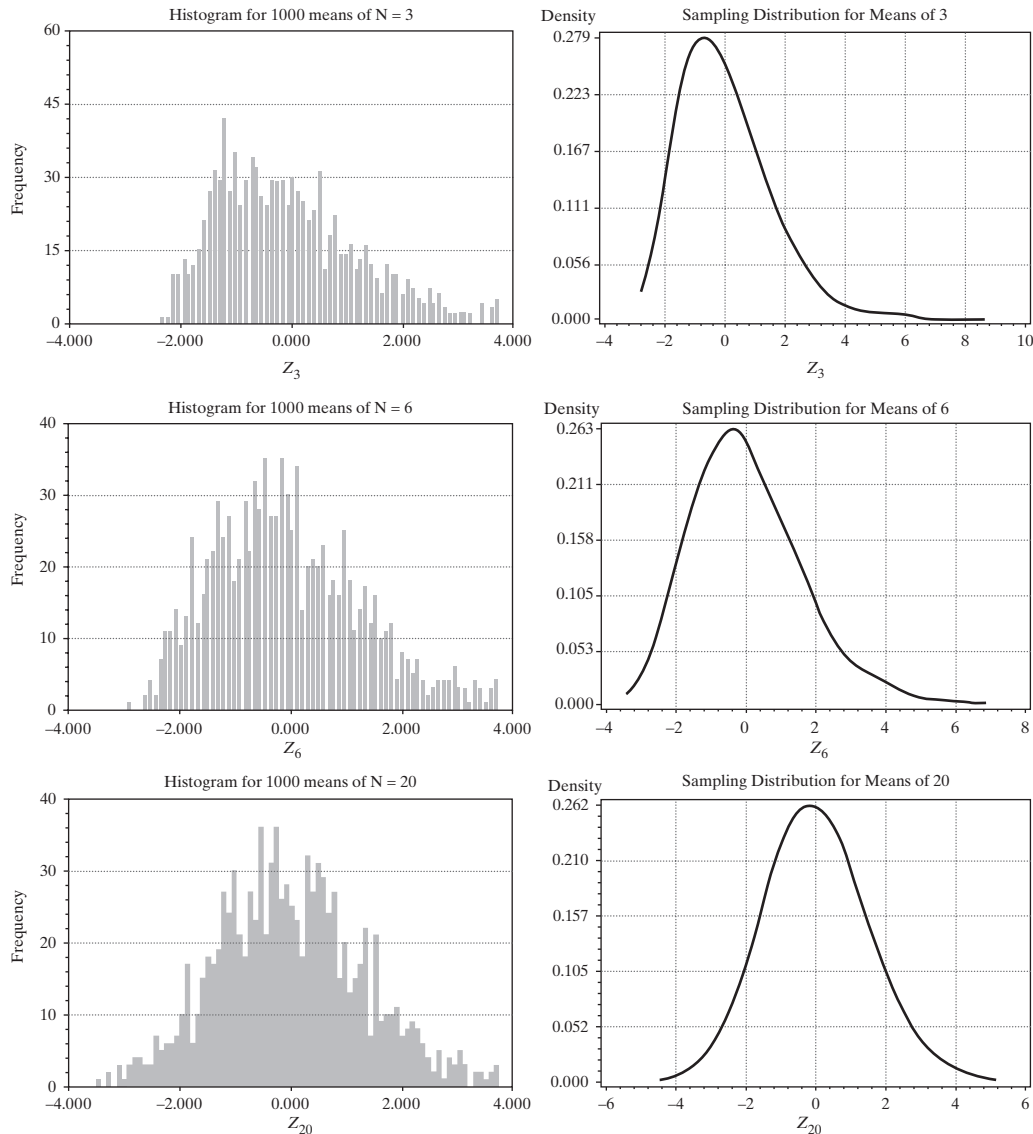 Histogram for 1000 means of N = 3
60
45
30
15
0
Frequency
–4.000 –2.000 0.000 2.000 4.000
Z3
Density Sampling Distribution for Means of 3
0.279
0.223
0.167
0.111
0.056
0.000
–4 –2 0 2 4 6 8 10
Z3
Histogram for 1000 means of N = 6
40
30
20
10
0
Frequency
–4.000 –2.000 0.000 2.000 4.000
Z6
Density Sampling Distribution for Means of 6
0.263
0.211
0.158
0.105
0.053
0.000
–4 –2 0 2 4 6 8
Z6
Histogram for 1000 means of N = 20
40
30
20
10
0
Frequency
–4.000 –2.000 0.000 2.000 4.000
Z20
Density Sampling Distribution for Means of 20
0.262
0.210
0.157
0.105
0.052
0.000
–6 –4 –2 0 2 4 6
Z20